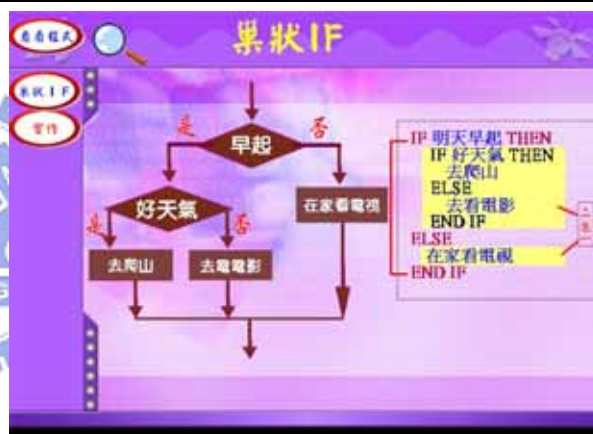 看看程式
巢狀IF
巢狀IF
實作
是
否
早起
是
否
好天氣
在家看電視
去爬山
去電電影
IF 明天早起 THEN
IF 好天氣 THEN
去爬山
ELSE
去看電影
END IF
ELSE
在家看電視
END IF